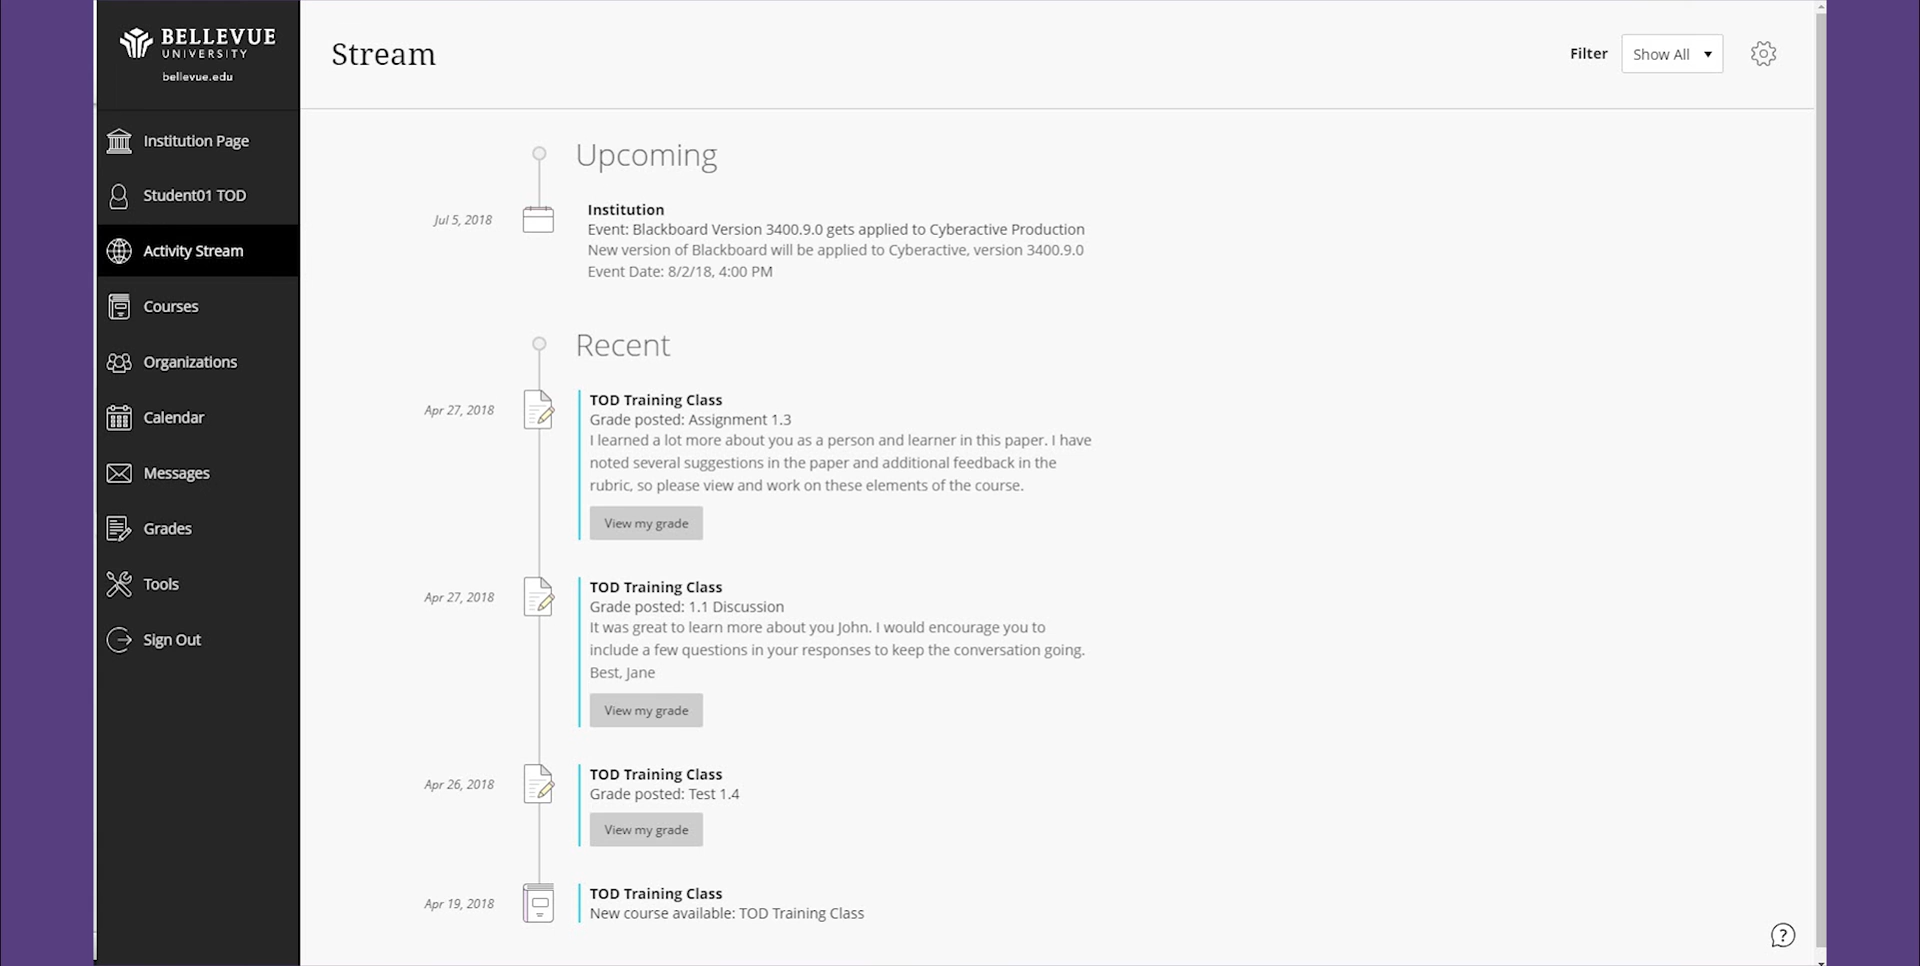 BELLEVUE
UNIVERSITY
bellevue.edu
Institution Page
Student01 TOD
Activity Stream
Courses
Organizations
Calendar
Messages
Grades
Tools
Sign Out
Stream
Filter
Show All
Upcoming
Jul 5, 2018
Institution
Event: Blackboard Version 3400.9.0 gets applied to Cyberactive Production
New version of Blackboard will be applied to Cyberactive, version 3400.9.0
Event Date: 8/2/18, 4:00 PM
Recent
Apr 27, 2018
TOD Training Class
Grade posted: Assignment 1.3
I learned a lot more about you as a person and learner in this paper. I have
noted several suggestions in the paper and additional feedback in the
rubric, so please view and work on these elements of the course.
View my grade
Apr 27, 2018
TOD Training Class
Grade posted: 1.1 Discussion
It was great to learn more about you John. I would encourage you to
include a few questions in your responses to keep the conversation going.
Best, Jane
View my grade
Apr 26, 2018
TOD Training Class
Grade posted: Test 1.4
View my grade
Apr 19, 2018
TOD Training Class
New course available: TOD Training Class
?